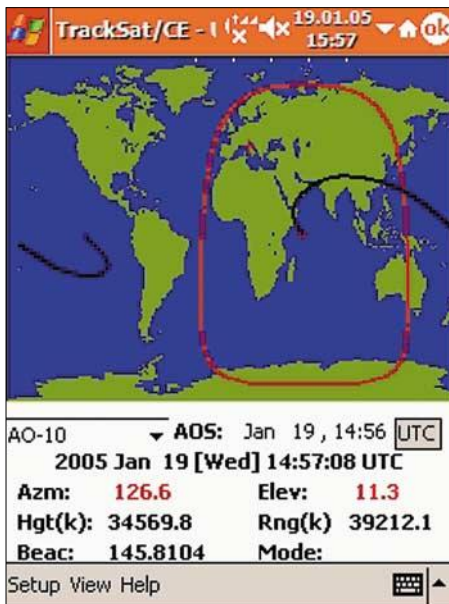 TrackSat/CE - 19.01.05
15:57
ok
AO-10 AOS: Jan 19, 14:56 UTC
2005 Jan 19 [Wed] 14:57:08 UTC
Azm: 126.6 Elev: 11.3
Hgt(k): 34569.8 Rng(k) 39212.1
Beac: 145.8104 Mode:
Setup View Help